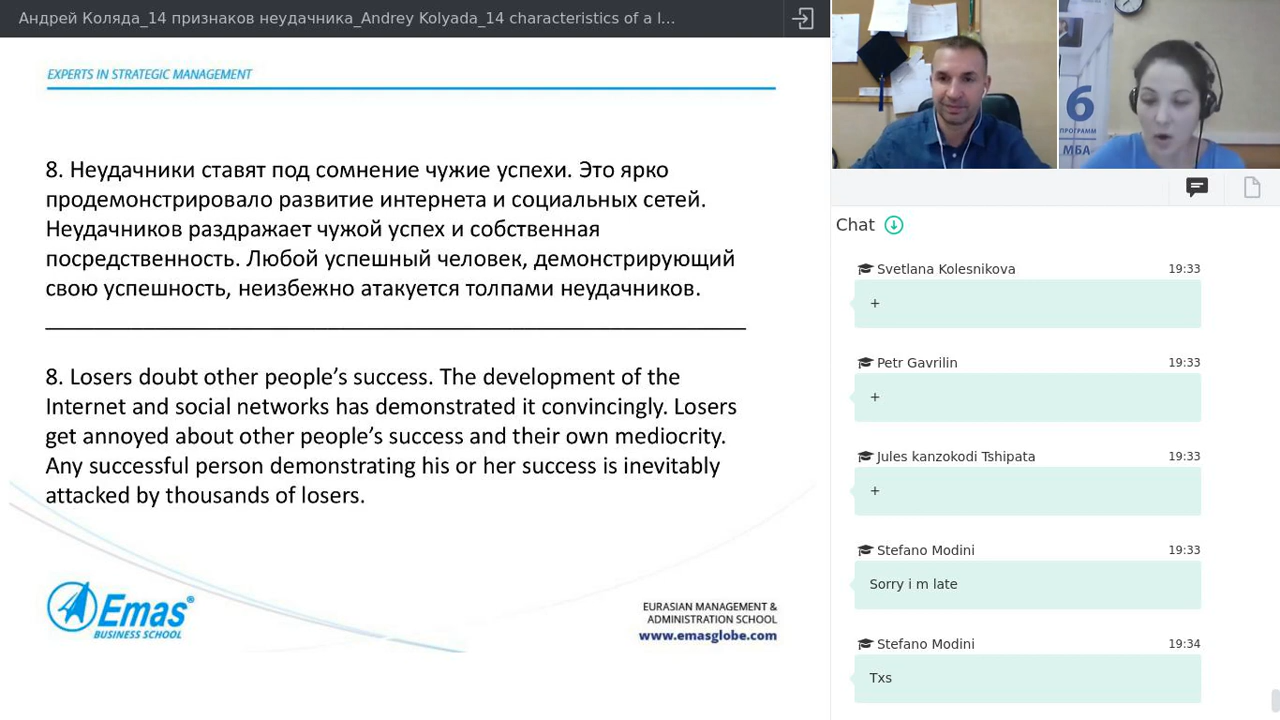 Андрей Коляда_14 признаков неудачника_Andrey Kolyada_14 characteristics of a l...
EXPERTS IN STRATEGIC MANAGEMENT
8. Неудачники ставят под сомнение чужие успехи. Это ярко
продемонстрировало развитие интернета и социальных сетей.
Неудачников раздражает чужой успех и собственная
посредственность. Любой успешный человек, демонстрирующий
свою успешность, неизбежно атакуется толпами неудачников.
8. Losers doubt other people’s success. The development of the
Internet and social networks has demonstrated it convincingly. Losers
get annoyed about other people’s success and their own mediocrity.
Any successful person demonstrating his or her success is inevitably
attacked by thousands of losers.
Emas®
BUSINESS SCHOOL
EURASIAN MANAGEMENT &
ADMINISTRATION SCHOOL
www.emasglobe.com
6
ПРОГРАММ
МБА
Chat
Svetlana Kolesnikova 19:33
+
Petr Gavrilin 19:33
+
Jules kanzokodi Tshipata 19:33
+
Stefano Modini 19:33
Sorry i m late
Stefano Modini 19:34
Txs